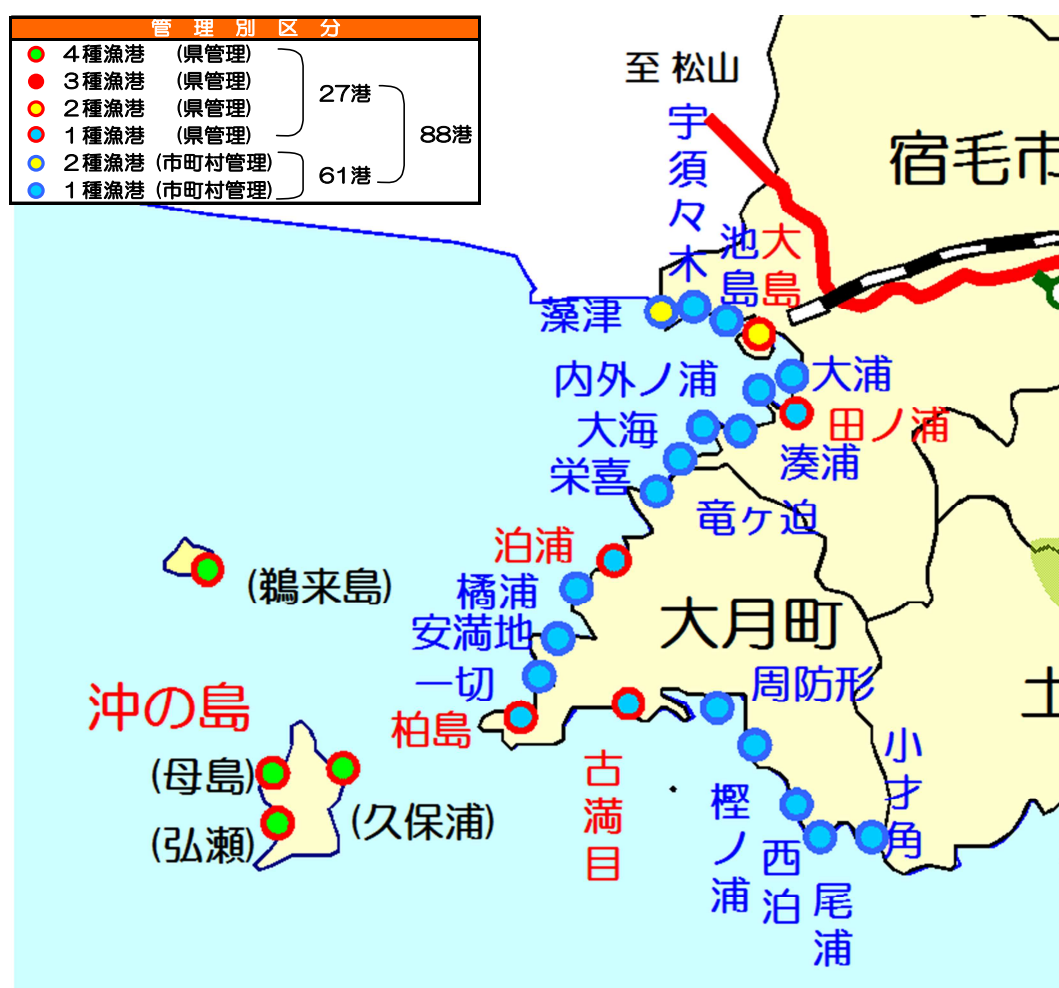 管理別区分
4種漁港 (県管理)
3種漁港 (県管理)
2種漁港 (県管理)
1種漁港 (県管理)
2種漁港 (市町村管理)
1種漁港 (市町村管理)
27港
61港
88港
至 松山
宇須々木
宿毛市
池島
大島
藻津
内外ノ浦
大浦
大海
田ノ浦
栄喜
湊浦
竜ヶ迫
泊浦
(鵜来島)
橘浦
安満地
大月町
一切
周防形
土
沖の島
柏島
(母島)
古満目
小才角
(久保浦)
(弘瀬)
樫ノ浦
西泊
尾浦